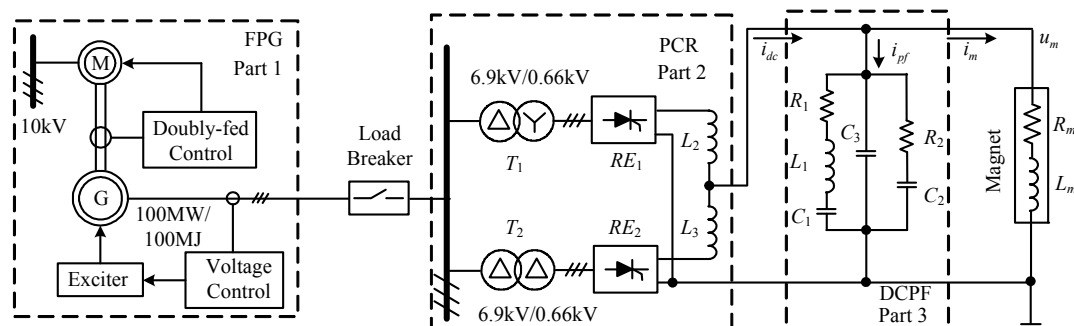 FPG
Part 1
M
10kV
Doubly-fed
Control
G
100MW/
100MJ
Exciter
Voltage
Control
Load
Breaker
PCR
Part 2
6.9kV/0.66kV
T1
RE1
L2
T2
RE2
L3
6.9kV/0.66kV
idc
ipf
im
um
R1
L1
C1
C3
R2
C2
DCPF
Part 3
Magnet
Rm
Lm